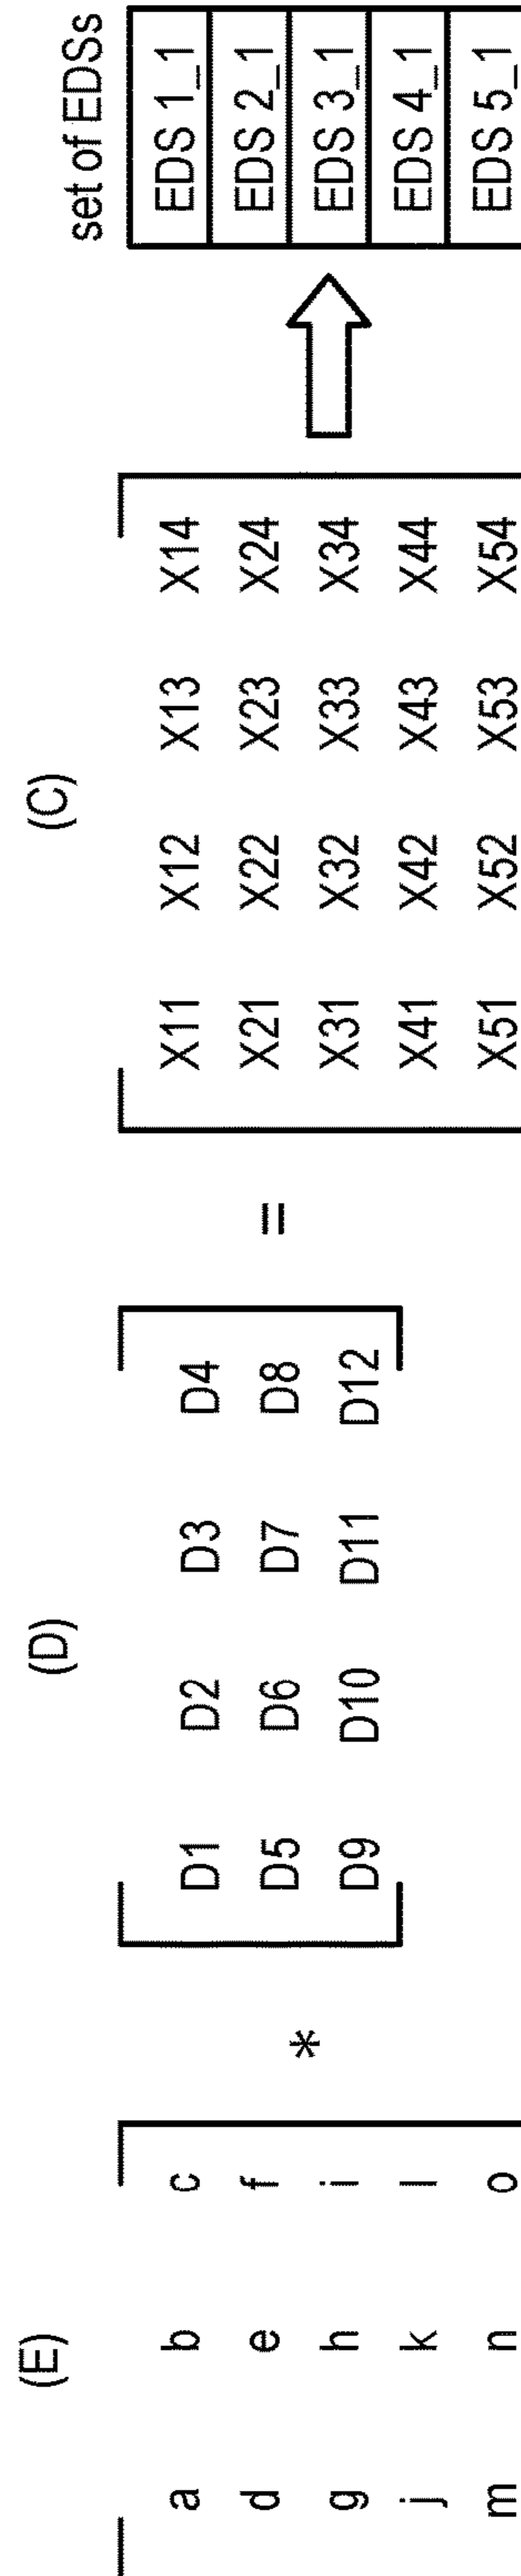 (E) (D) (C) set of EDSs
a b c D1 D2 D3 D4 X11 X12 X13 X14 EDS 1_1
d e f * D5 D6 D7 D8 = X21 X22 X23 X24 EDS 2_1
g h i D9 D10 D11 D12 X31 X32 X33 X34 EDS 3_1
j k l X41 X42 X43 X44 EDS 4_1
m n o X51 X52 X53 X54 EDS 5_1